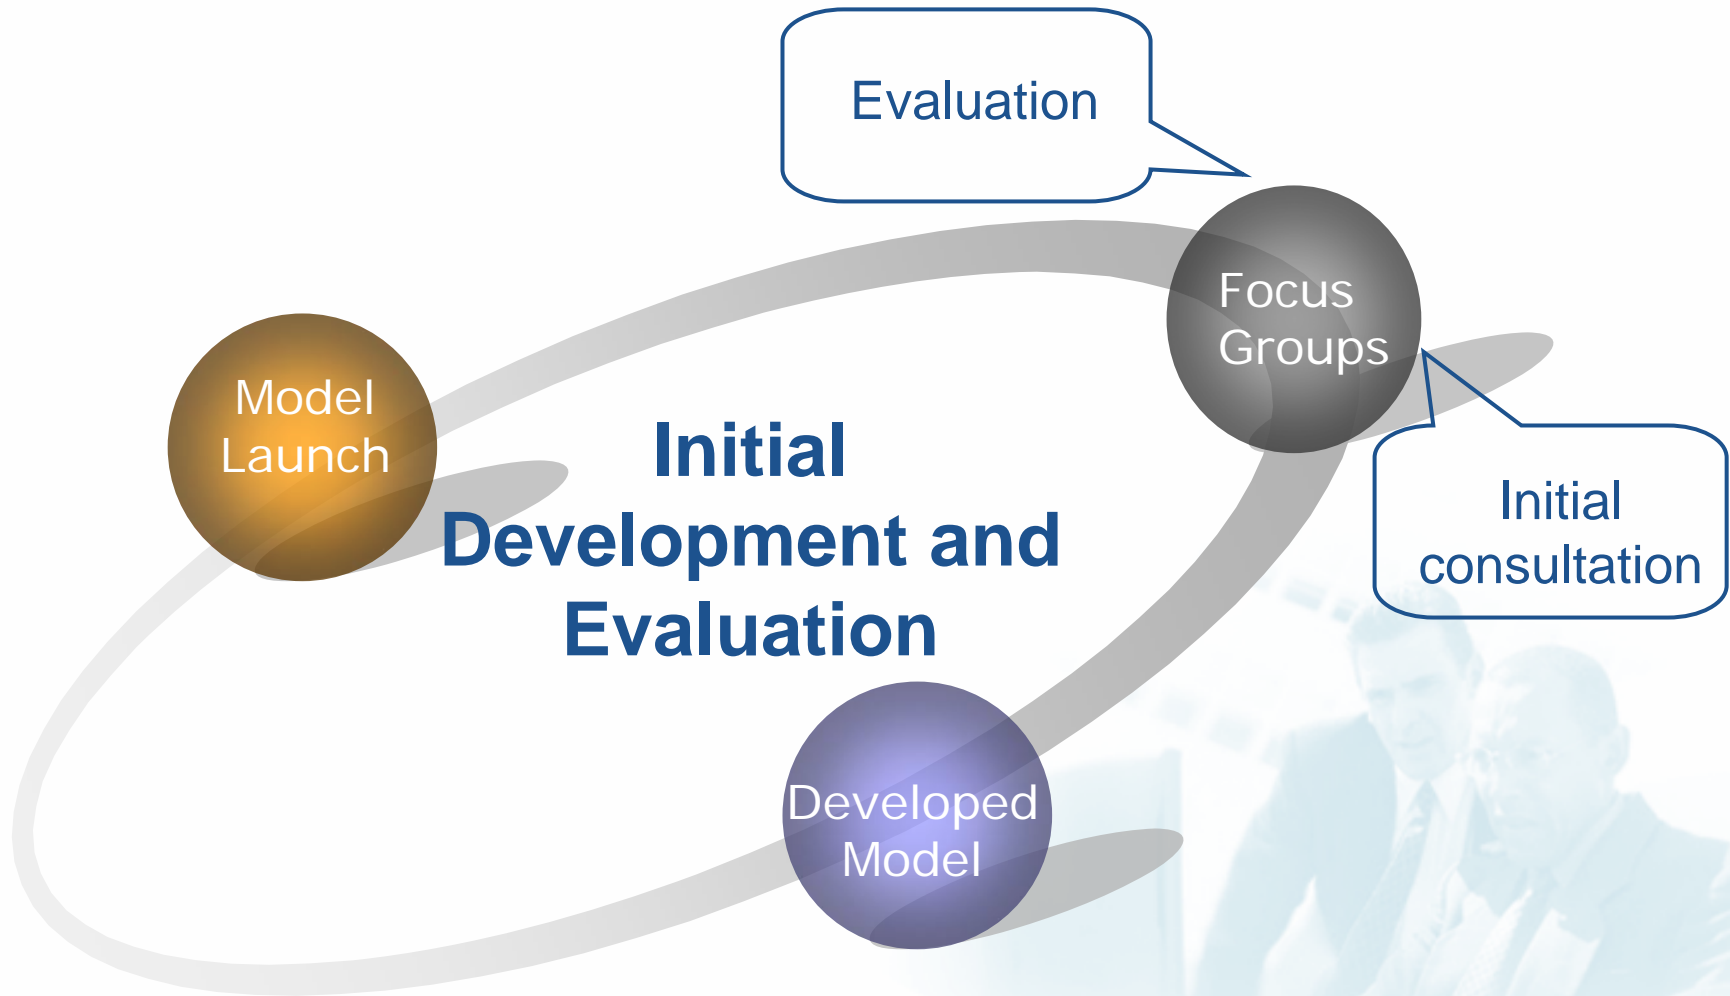 Evaluation
Focus
Groups
Model
Launch
Initial
Development and
Evaluation
Initial
consultation
Developed
Model